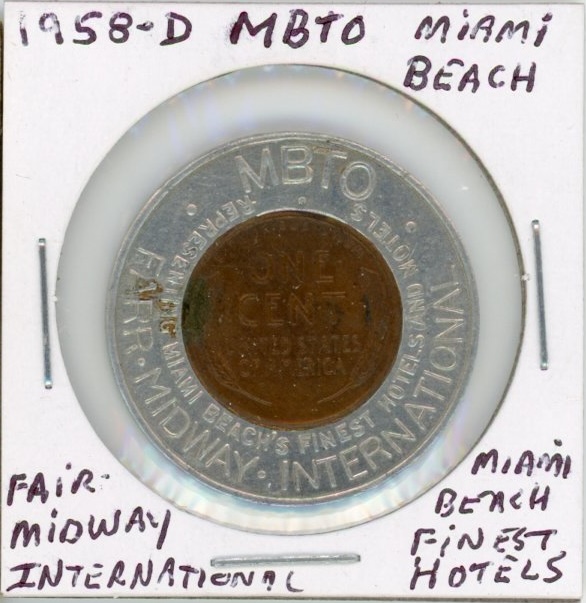 1958-D MBTO MIAMI
BEACH
MBTO
FARR · MIDWAY · INTERNATIONAL
REPRESENTING MIAMI BEACH'S FINEST HOTELS AND MOTELS
ONE
CENT
UNITED STATES
OF AMERICA
FAIR-
MIDWAY
INTERNATIONAL
MIAMI
BEACH
FINEST
HOTELS